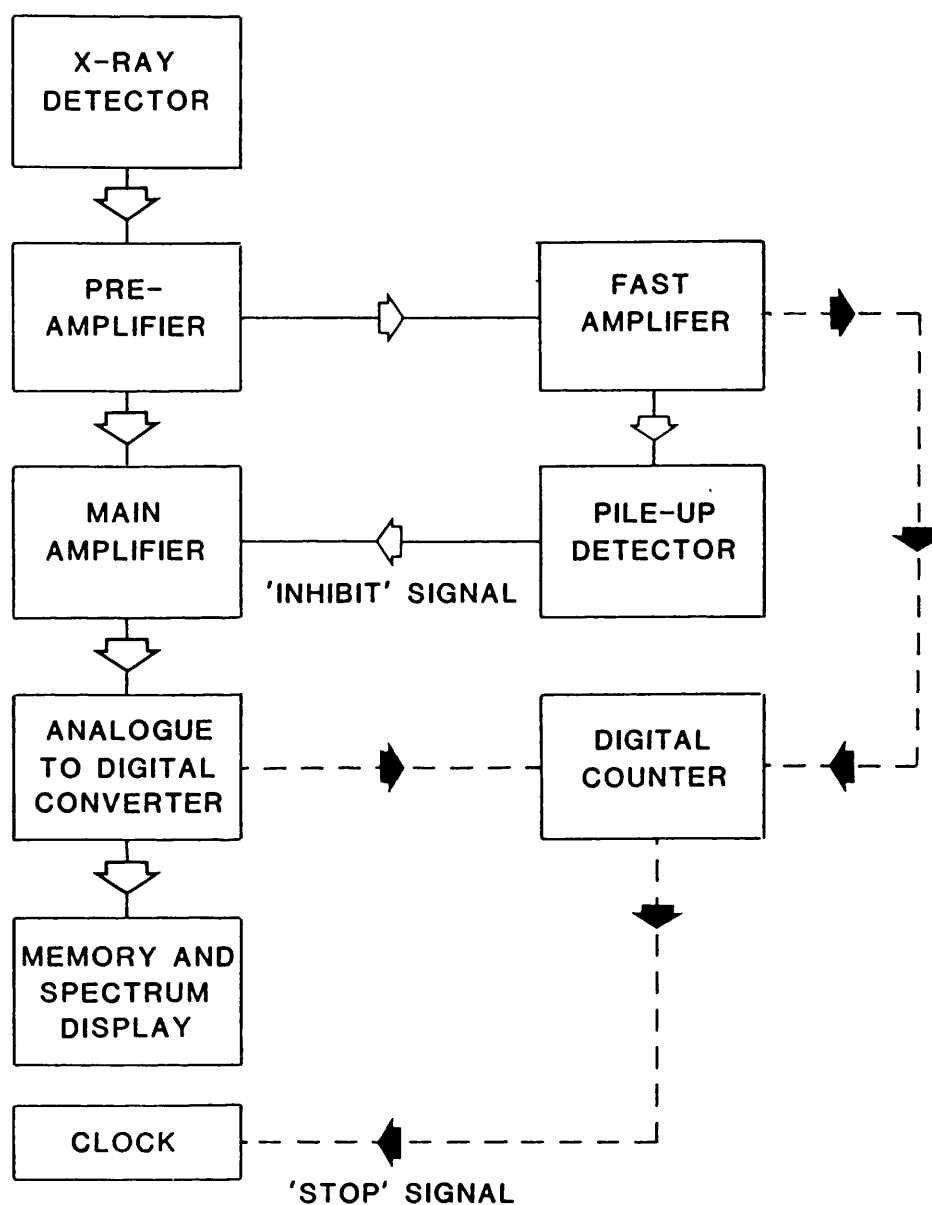 X-RAY
DETECTOR
PRE-
AMPLIFIER
FAST
AMPLIFER
MAIN
AMPLIFIER
PILE-UP
DETECTOR
'INHIBIT' SIGNAL
ANALOGUE
TO DIGITAL
CONVERTER
DIGITAL
COUNTER
MEMORY AND
SPECTRUM
DISPLAY
CLOCK
'STOP' SIGNAL